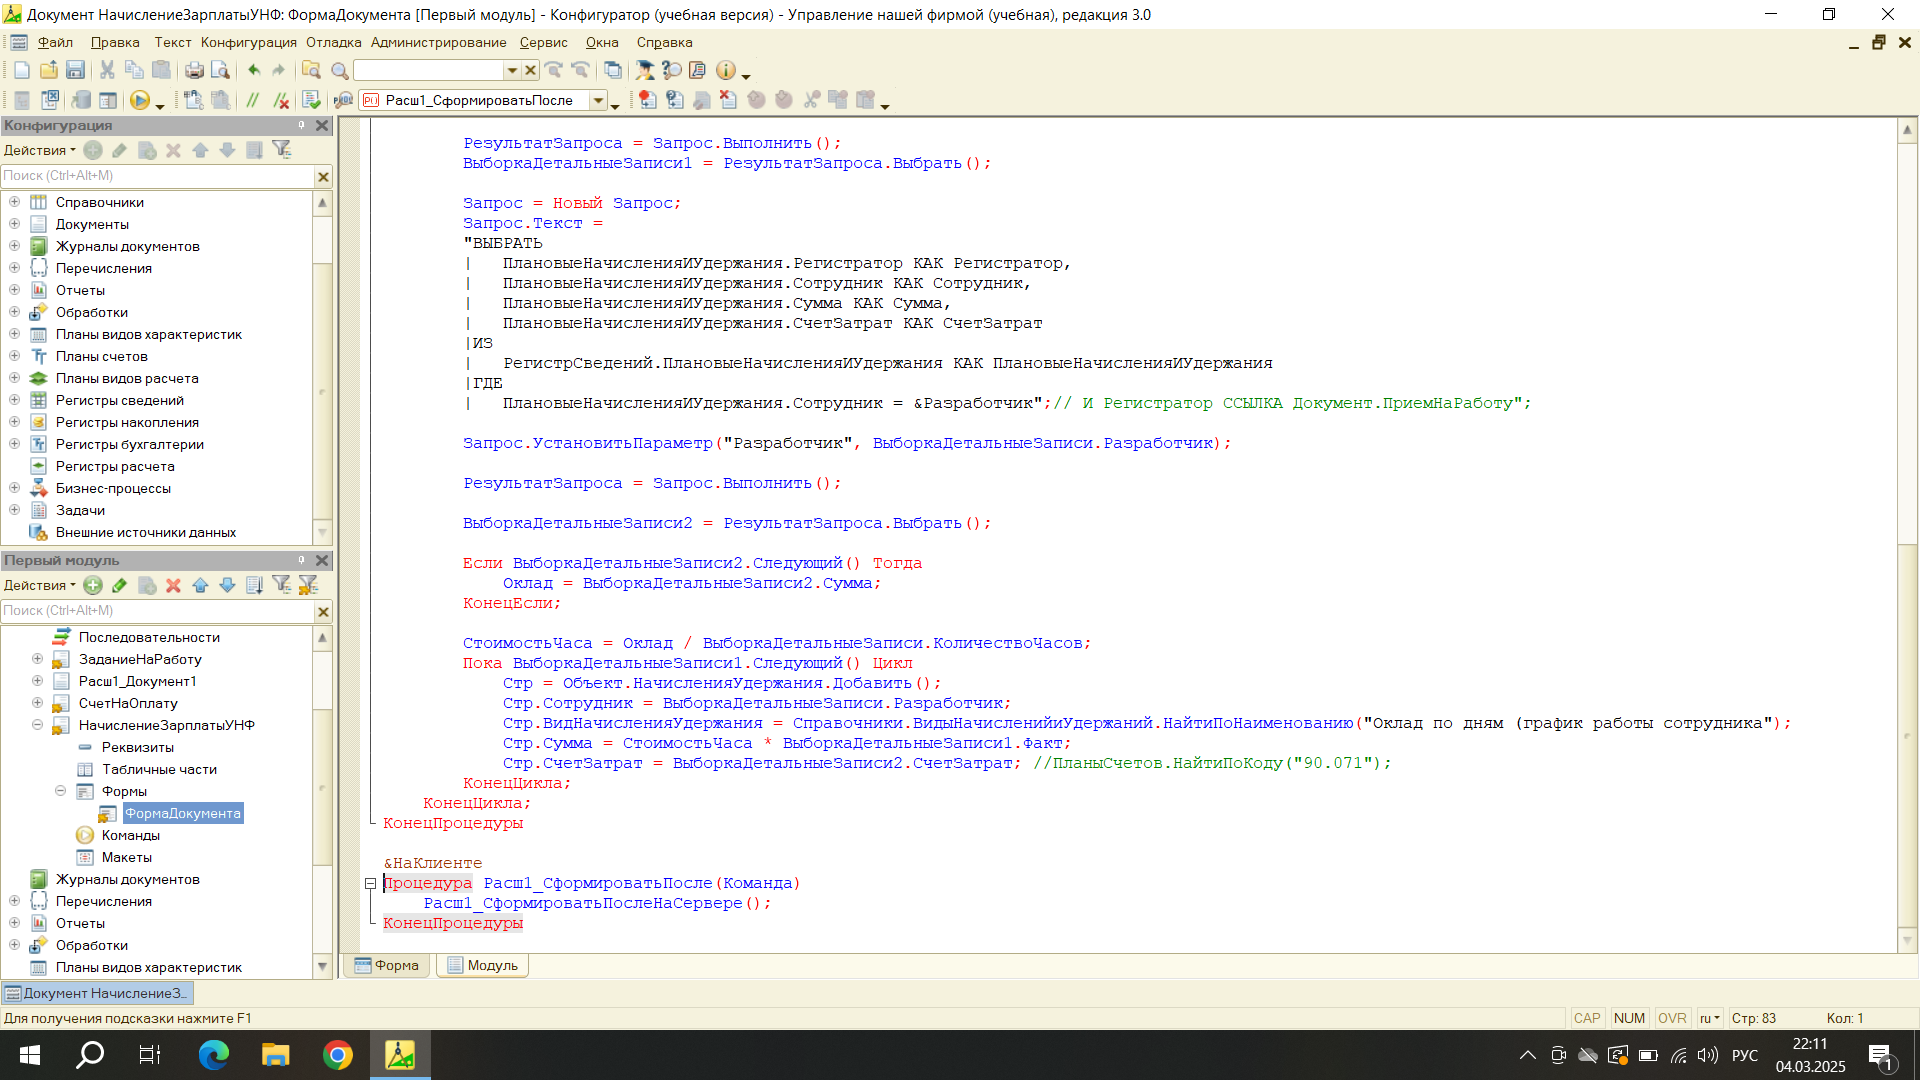 Документ НачислениеЗарплатыУНФ: ФормаДокумента [Первый модуль] - Конфигуратор (учебная версия) - Управление нашей фирмой (учебная), редакция 3.0
Файл Правка Текст Конфигурация Отладка Администрирование Сервис Окна Справка
Расш1_СформироватьПосле
Конфигурация
Действия
Поиск (Ctrl+Alt+M)
Справочники
Документы
Журналы документов
Перечисления
Отчеты
Обработки
Планы видов характеристик
Планы счетов
Планы видов расчета
Регистры сведений
Регистры накопления
Регистры бухгалтерии
Регистры расчета
Бизнес-процессы
Задачи
Внешние источники данных
Первый модуль
Действия
Поиск (Ctrl+Alt+M)
Последовательности
ЗаданиеНаРаботу
Расш1_Документ1
СчетНаОплату
НачислениеЗарплатыУНФ
Реквизиты
Табличные части
Формы
ФормаДокумента
Команды
Макеты
Журналы документов
Перечисления
Отчеты
Обработки
Планы видов характеристик
РезультатЗапроса = Запрос.Выполнить();
ВыборкаДетальныеЗаписи1 = РезультатЗапроса.Выбрать();
Запрос = Новый Запрос;
Запрос.Текст =
"ВЫБРАТЬ
|   ПлановыеНачисленияИУдержания.Регистратор КАК Регистратор,
|   ПлановыеНачисленияИУдержания.Сотрудник КАК Сотрудник,
|   ПлановыеНачисленияИУдержания.Сумма КАК Сумма,
|   ПлановыеНачисленияИУдержания.СчетЗатрат КАК СчетЗатрат
|ИЗ
|   РегистрСведений.ПлановыеНачисленияИУдержания КАК ПлановыеНачисленияИУдержания
|ГДЕ
|   ПлановыеНачисленияИУдержания.Сотрудник = &Разработчик";// И Регистратор ССЫЛКА Документ.ПриемНаРаботу";
Запрос.УстановитьПараметр("Разработчик", ВыборкаДетальныеЗаписи.Разработчик);
РезультатЗапроса = Запрос.Выполнить();
ВыборкаДетальныеЗаписи2 = РезультатЗапроса.Выбрать();
Если ВыборкаДетальныеЗаписи2.Следующий() Тогда
Оклад = ВыборкаДетальныеЗаписи2.Сумма;
КонецЕсли;
СтоимостьЧаса = Оклад / ВыборкаДетальныеЗаписи.КоличествоЧасов;
Пока ВыборкаДетальныеЗаписи1.Следующий() Цикл
Стр = Объект.НачисленияУдержания.Добавить();
Стр.Сотрудник = ВыборкаДетальныеЗаписи.Разработчик;
Стр.ВидНачисленияУдержания = Справочники.ВидыНачисленийиУдержаний.НайтиПоНаименованию("Оклад по дням (график работы сотрудника");
Стр.Сумма = СтоимостьЧаса * ВыборкаДетальныеЗаписи1.Факт;
Стр.СчетЗатрат = ВыборкаДетальныеЗаписи2.СчетЗатрат; //ПланыСчетов.НайтиПоКоду("90.071");
КонецЦикла;
КонецЦикла;
КонецПроцедуры
&НаКлиенте
Процедура Расш1_СформироватьПосле(Команда)
Расш1_СформироватьПослеНаСервере();
КонецПроцедуры
Форма Модуль
Документ НачислениеЗ...
Для получения подсказки нажмите F1
CAP NUM OVR ru Стр: 83 Кол: 1
РУС
22:11
04.03.2025
1